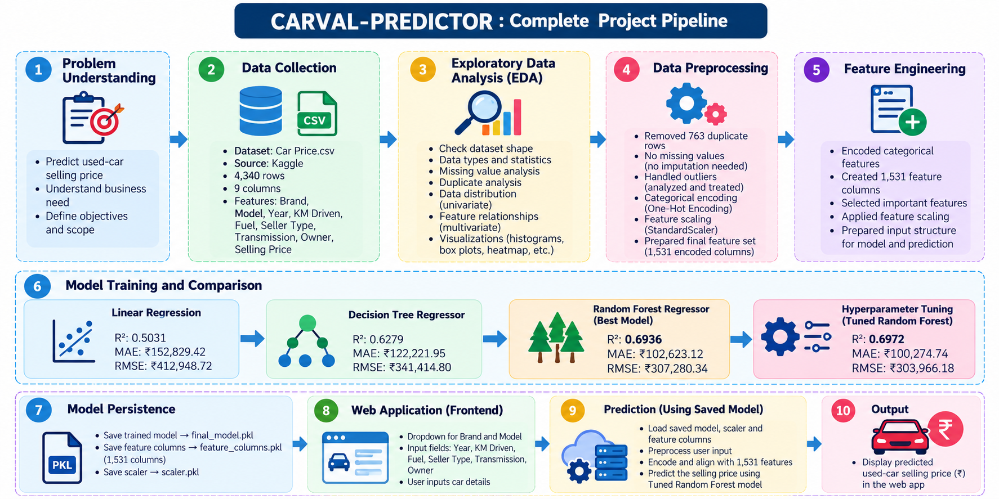 CARVAL-PREDICTOR : Complete Project Pipeline
1
Problem
Understanding
• Predict used-car
selling price
• Understand business
need
• Define objectives
and scope
2
Data Collection
CSV
• Dataset: Car Price.csv
• Source: Kaggle
• 4,340 rows
• 9 columns
• Features: Brand,
Model, Year, KM Driven,
Fuel, Seller Type,
Transmission, Owner,
Selling Price
3
Exploratory Data
Analysis (EDA)
• Check dataset shape
• Data types and statistics
• Missing value analysis
• Duplicate analysis
• Data distribution
(univariate)
• Feature relationships
(multivariate)
• Visualizations (histograms,
box plots, heatmap, etc.)
4
Data Preprocessing
• Removed 763 duplicate
rows
• No missing values
(no imputation needed)
• Handled outliers
(analyzed and treated)
• Categorical encoding
(One-Hot Encoding)
• Feature scaling
(StandardScaler)
• Prepared final feature set
(1,531 encoded columns)
5
Feature Engineering
• Encoded categorical
features
• Created 1,531 feature
columns
• Selected important features
• Applied feature scaling
• Prepared input structure
for model and prediction
6
Model Training and Comparison
Linear Regression
R²: 0.5031
MAE: ₹152,829.42
RMSE: ₹412,948.72
Decision Tree Regressor
R²: 0.6279
MAE: ₹122,221.95
RMSE: ₹341,414.80
Random Forest Regressor
(Best Model)
R²: 0.6936
MAE: ₹102,623.12
RMSE: ₹307,280.34
Hyperparameter Tuning
(Tuned Random Forest)
R²: 0.6972
MAE: ₹100,274.74
RMSE: ₹303,966.18
7
Model Persistence
PKL
• Save trained model → final_model.pkl
• Save feature columns → feature_columns.pkl
(1,531 columns)
• Save scaler → scaler.pkl
8
Web Application (Frontend)
• Dropdown for Brand and Model
• Input fields: Year, KM Driven,
Fuel, Seller Type, Transmission,
Owner
• User inputs car details
9
Prediction (Using Saved Model)
• Load saved model, scaler and
feature columns
• Preprocess user input
• Encode and align with 1,531 features
• Predict the selling price using
Tuned Random Forest model
10
Output
₹
• Display predicted
used-car selling price (₹)
in the web app